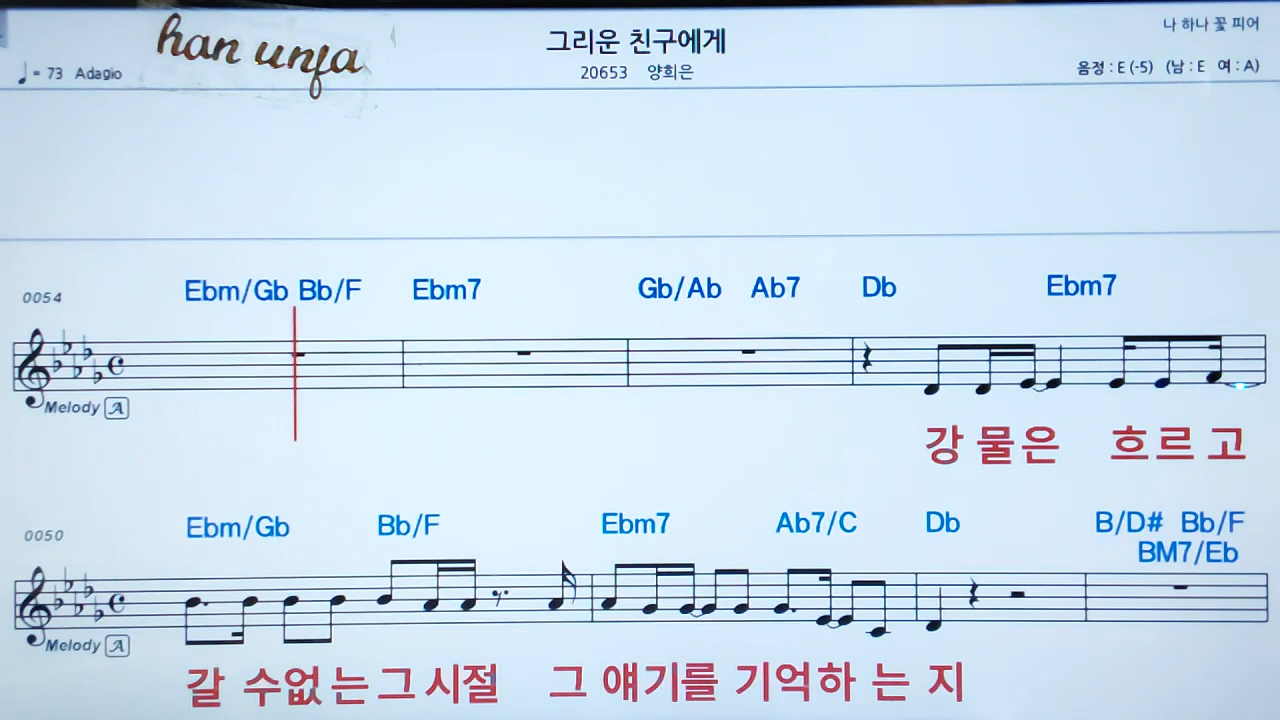 han unfa
그리운 친구에게
나 하나 꽃 피어
= 73 Adagio
20653 양희은
음정 : E (-5) (남 : E 여 : A)
0054
Ebm/Gb Bb/F Ebm7 Gb/Ab Ab7 Db Ebm7
Melody A
강 물은 흐르고
0050
Ebm/Gb Bb/F Ebm7 Ab7/C Db B/D# Bb/F
BM7/Eb
Melody A
갈 수없는그시절 그 얘기를 기억하는지